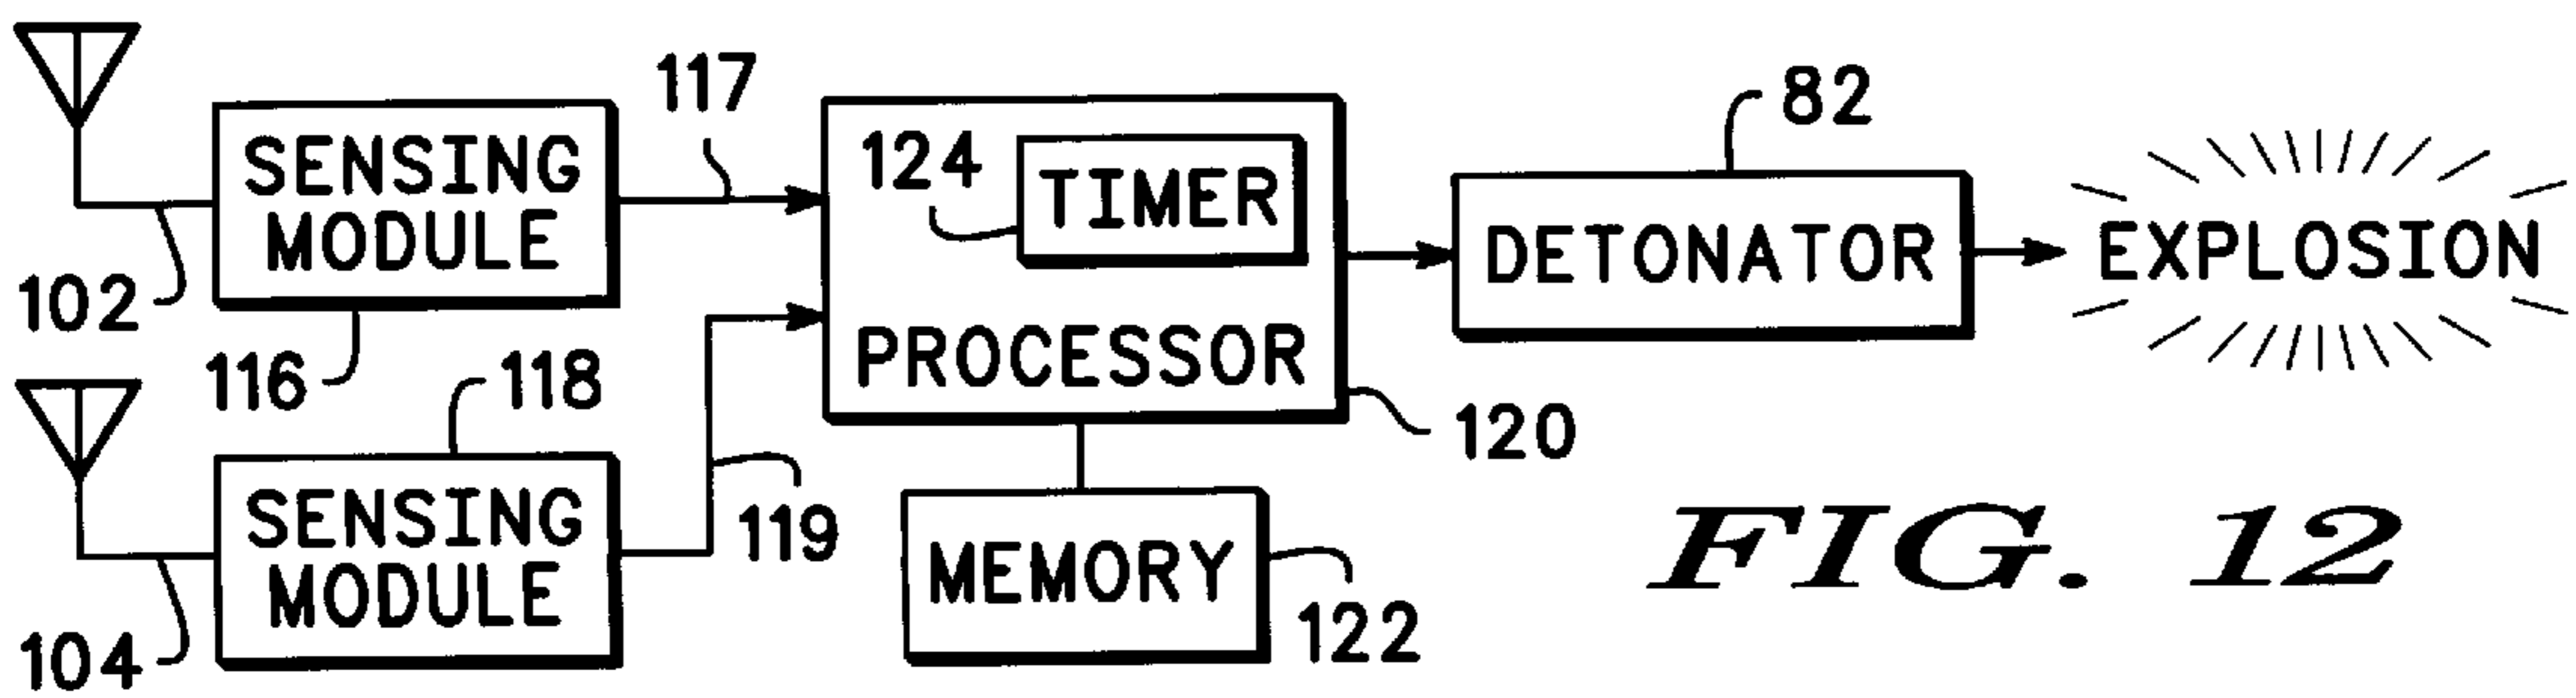 117
82
124
TIMER
SENSING
MODULE
DETONATOR
EXPLOSION
102
PROCESSOR
116
118
120
SENSING
MODULE
119
MEMORY
FIG. 12
104
122